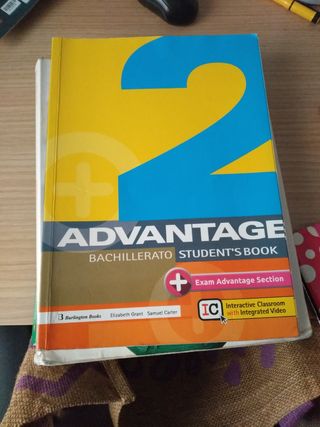 2
ADVANTAGE
BACHILLERATO STUDENT'S BOOK
+ Exam Advantage Section
IC Interactive Classroom
with Integrated Video
B Burlington Books Elizabeth Grant Samuel Carter